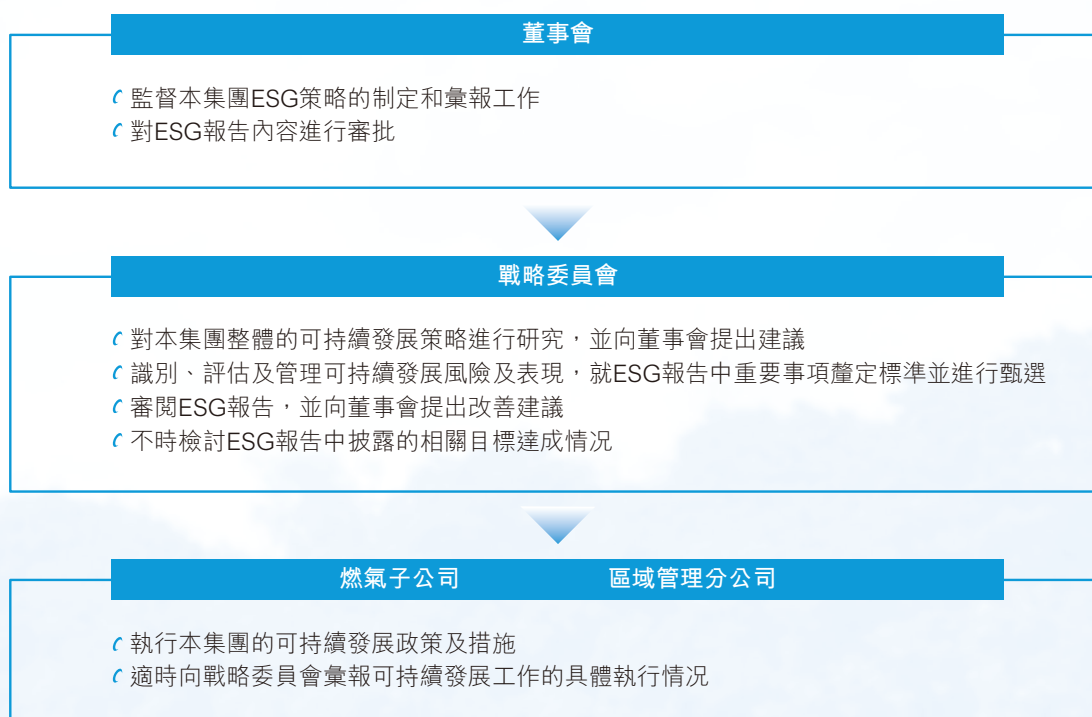 董事會
監督本集團ESG策略的制定和彙報工作
對ESG報告內容進行審批
戰略委員會
對本集團整體的可持續發展策略進行研究，並向董事會提出建議
識別、評估及管理可持續發展風險及表現，就ESG報告中重要事項釐定標準並進行甄選
審閱ESG報告，並向董事會提出改善建議
不時檢討ESG報告中披露的相關目標達成情況
燃氣子公司 區域管理分公司
執行本集團的可持續發展政策及措施
適時向戰略委員會彙報可持續發展工作的具體執行情況